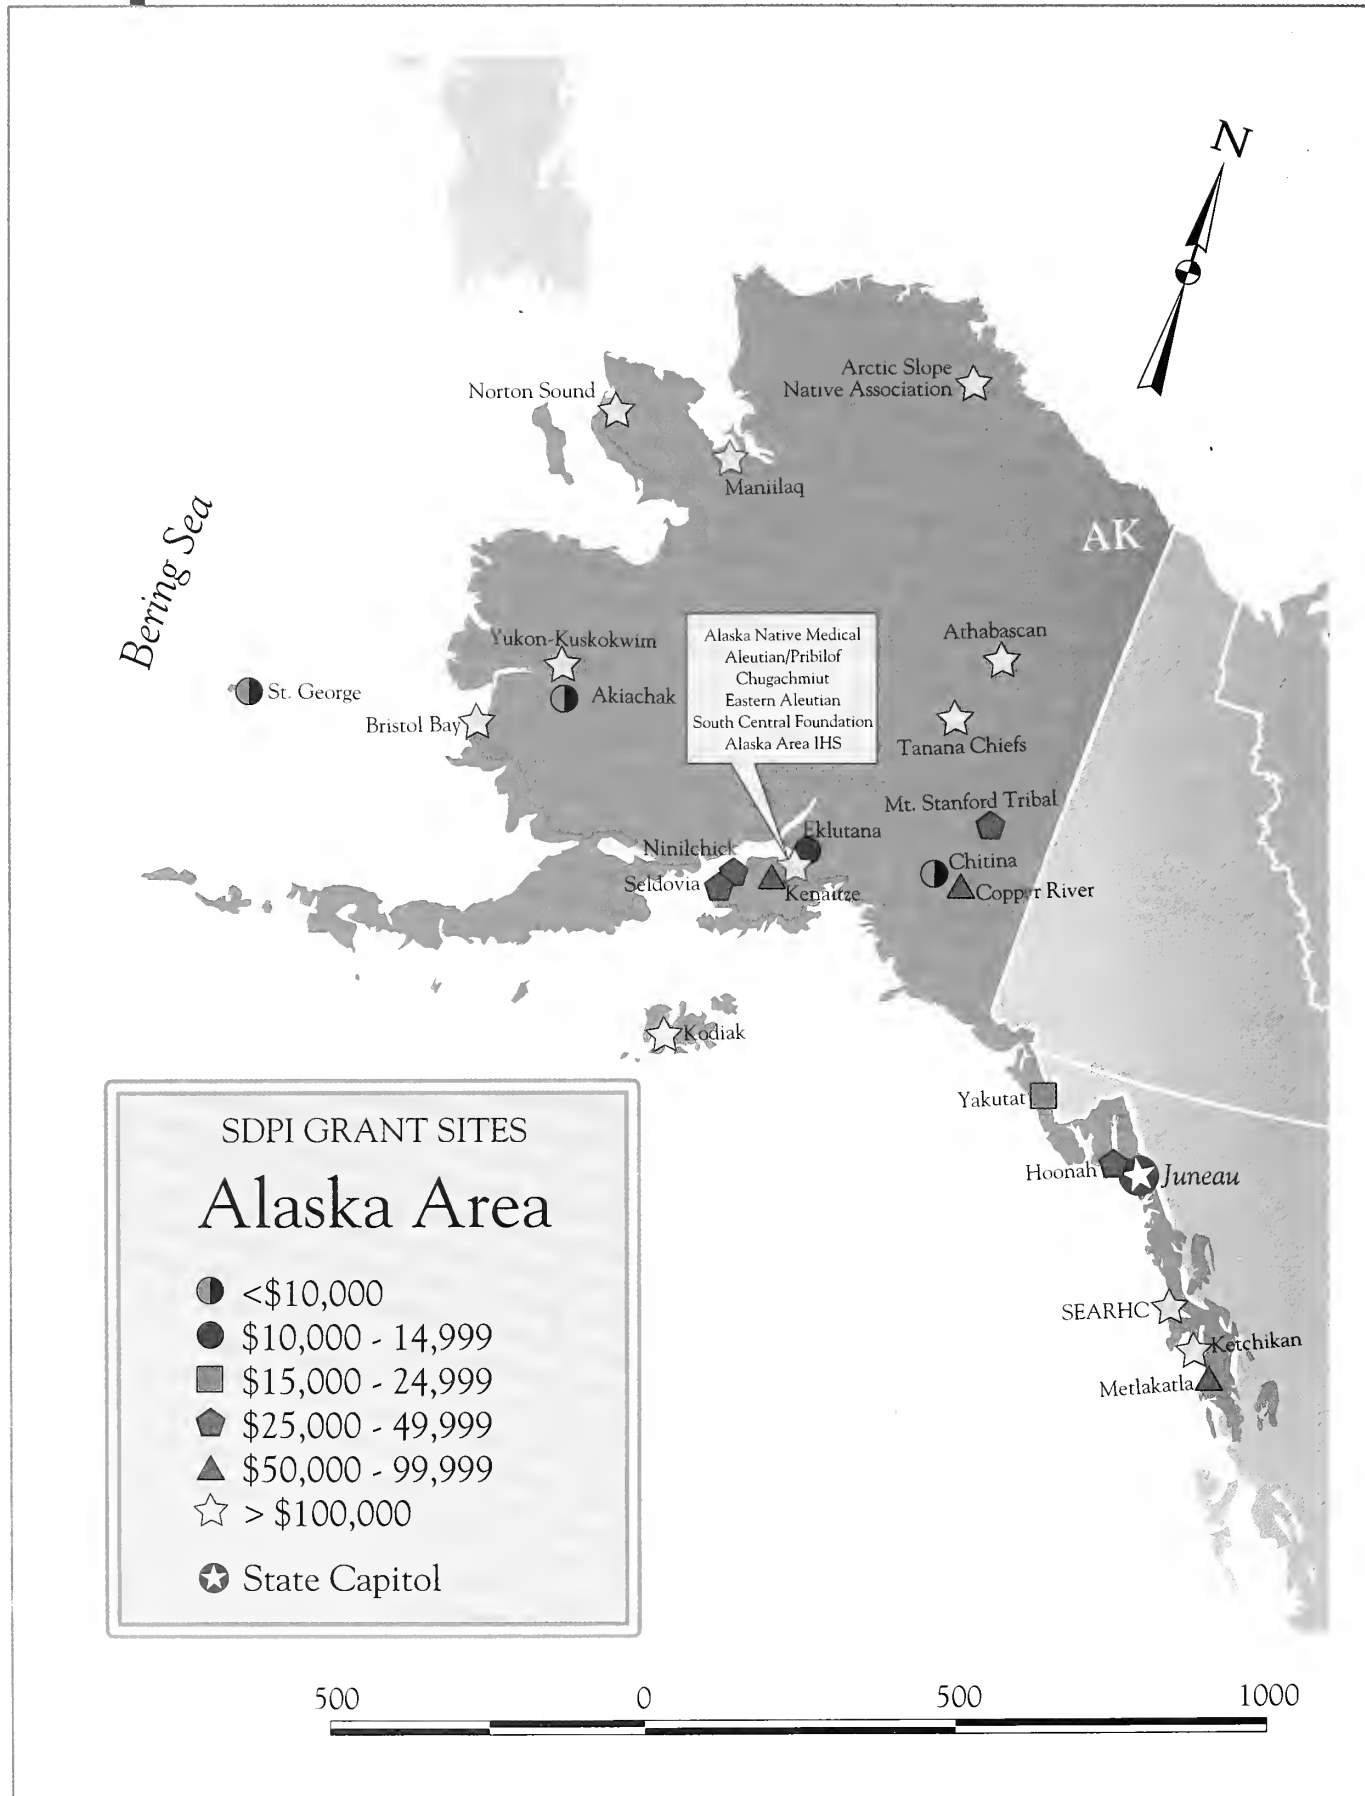 N
Arctic Slope
Native Association
Norton Sound
Maniilaq
AK
Bering Sea
Yukon-Kuskokwim
Akiachak
St. George
Bristol Bay
Alaska Native Medical
Aleutian/Pribilof
Chugachmiut
Eastern Aleutian
South Central Foundation
Alaska Area IHS
Athabascan
Tanana Chiefs
Mt. Stanford Tribal
Eklutana
Ninilchick
Seldovia
Kenaitze
Chitina
Copper River
Kodiak
Yakutat
Hoonah
Juneau
SEARHC
Ketchikan
Metlakatla
SDPI GRANT SITES
Alaska Area
<$10,000
$10,000 - 14,999
$15,000 - 24,999
$25,000 - 49,999
$50,000 - 99,999
> $100,000
State Capitol
500 0 500 1000